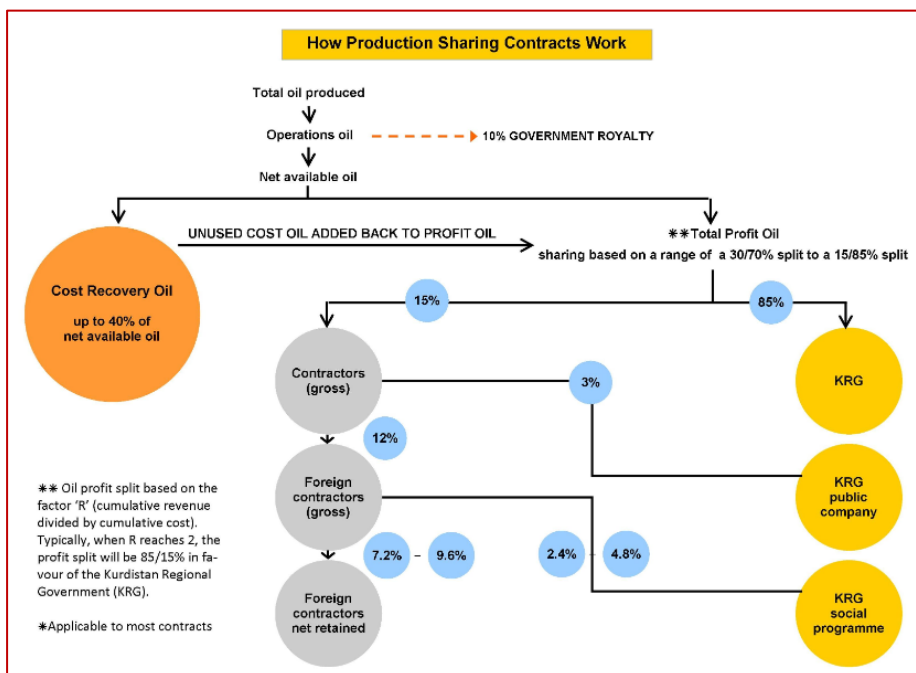 How Production Sharing Contracts Work
Total oil produced
Operations oil
10% GOVERNMENT ROYALTY
Net available oil
UNUSED COST OIL ADDED BACK TO PROFIT OIL
**Total Profit Oil
sharing based on a range of a 30/70% split to a 15/85% split
Cost Recovery Oil
up to 40% of
net available oil
15%
85%
Contractors
(gross)
3%
KRG
12%
Foreign
contractors
(gross)
KRG
public
company
7.2% – 9.6%
2.4% – 4.8%
Foreign
contractors
net retained
KRG
social
programme
** Oil profit split based on the
factor ‘R’ (cumulative revenue
divided by cumulative cost).
Typically, when R reaches 2, the
profit split will be 85/15% in fa-
vour of the Kurdistan Regional
Government (KRG).
*Applicable to most contracts